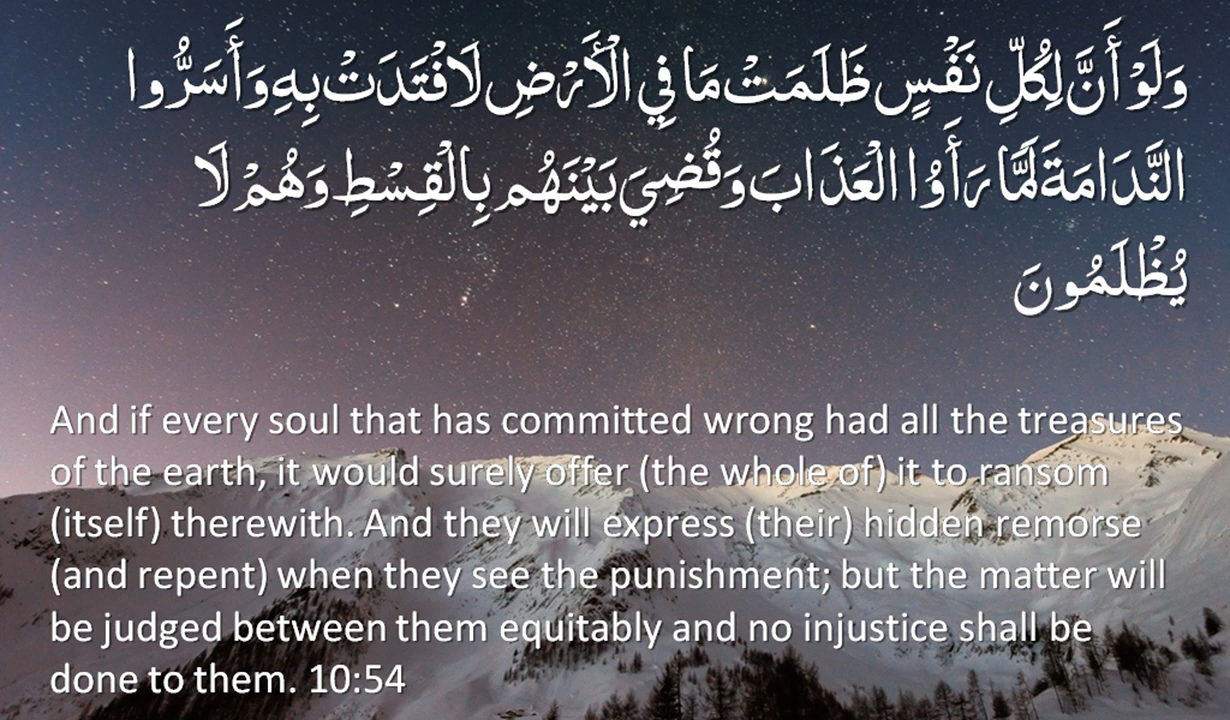 وَلَوْ أَنَّ لِكُلِّ نَفْسٍ ظَلَمَتْ مَا فِي الْأَرْضِ لَافْتَدَتْ بِهِ وَأَسَرُّوا
النَّدَامَةَ لَمَّا رَأَوُا الْعَذَابَ وَقُضِيَ بَيْنَهُم بِالْقِسْطِ وَهُمْ لَا
يُظْلَمُونَ
And if every soul that has committed wrong had all the treasures
of the earth, it would surely offer (the whole of) it to ransom
(itself) therewith. And they will express (their) hidden remorse
(and repent) when they see the punishment; but the matter will
be judged between them equitably and no injustice shall be
done to them. 10:54